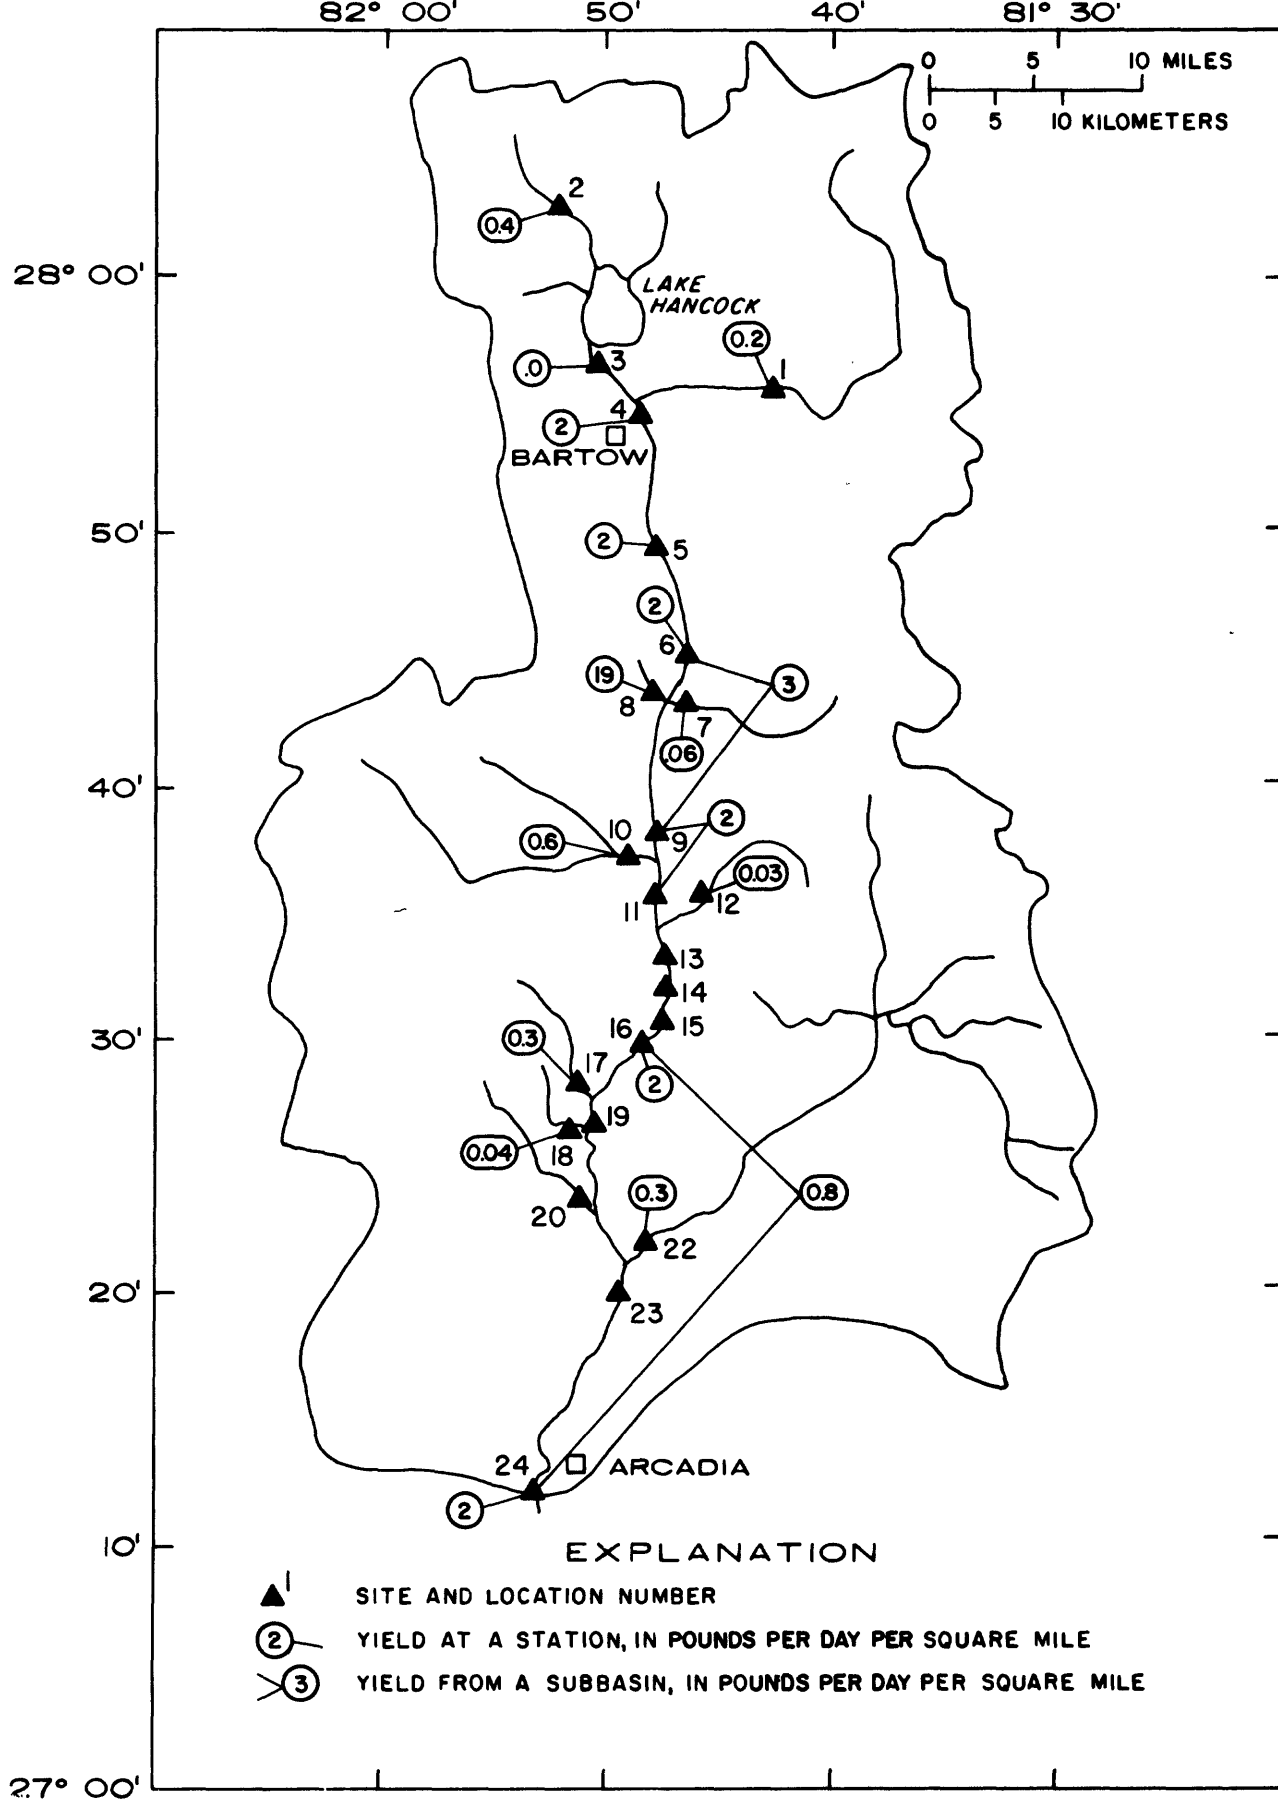 82° 00' 50' 40' 81° 30'
0 5 10 MILES
0 5 10 KILOMETERS
2
0.4
28° 00'
LAKE
HANCOCK
0.2
.0 3 1
4
2
BARTOW
50'
2 5
2
6
19 3
8 7
.06
40'
2
10 9
0.6
0.03
11 12
13
14
16 15
30'
0.3
17 2
19
0.04 18
0.3 0.8
20
22
20'
23
24 ARCADIA
2
10'
EXPLANATION
1 SITE AND LOCATION NUMBER
2 YIELD AT A STATION, IN POUNDS PER DAY PER SQUARE MILE
3 YIELD FROM A SUBBASIN, IN POUNDS PER DAY PER SQUARE MILE
27° 00'